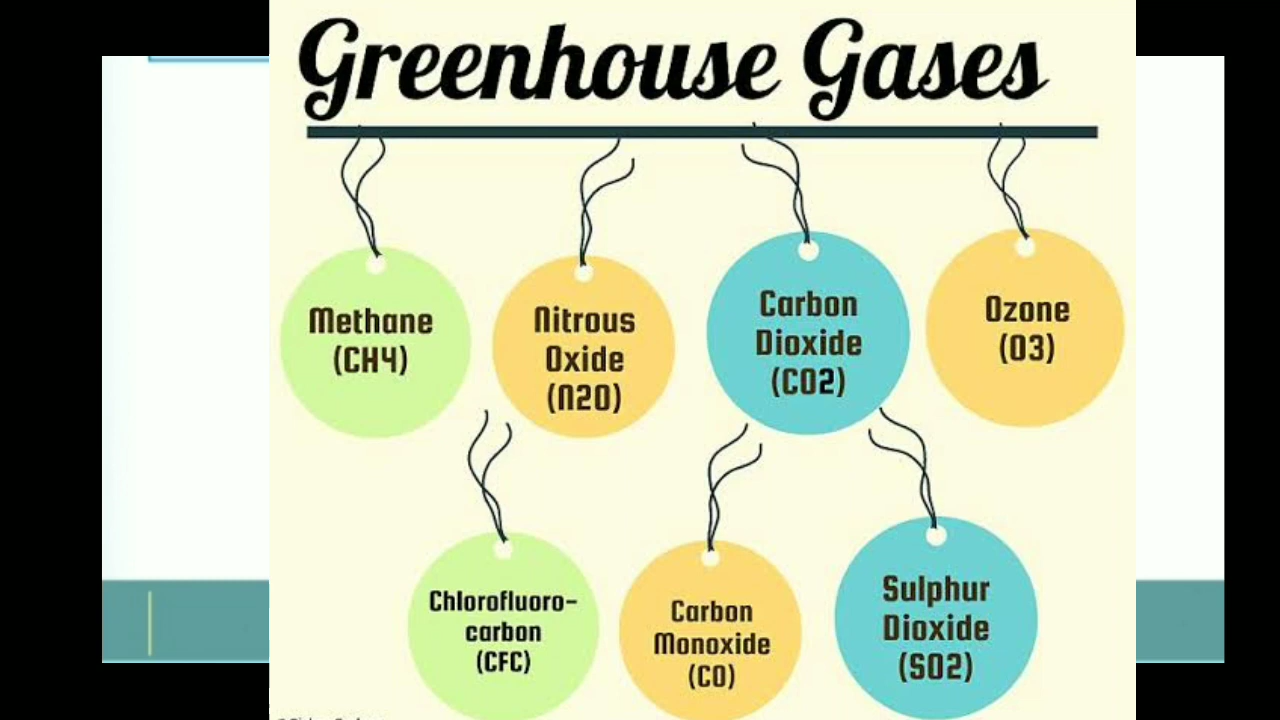 Greenhouse Gases
Methane
(CH4)
Nitrous
Oxide
(N2O)
Carbon
Dioxide
(CO2)
Ozone
(O3)
Chlorofluoro-
carbon
(CFC)
Carbon
Monoxide
(CO)
Sulphur
Dioxide
(SO2)